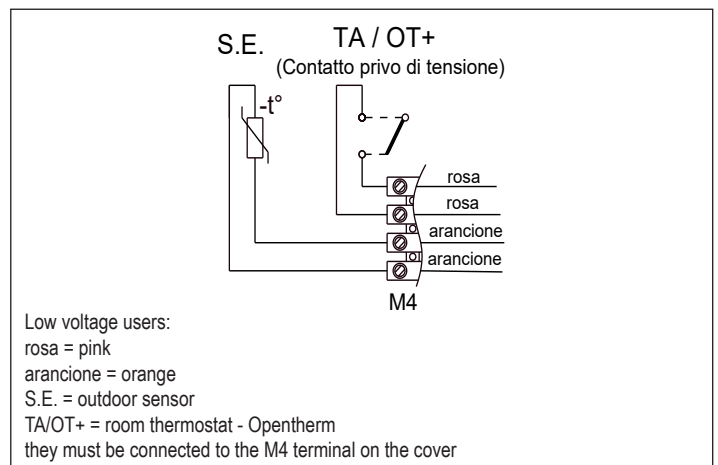 S.E.
TA / OT+
(Contatto privo di tensione)
-t°
rosa
rosa
arancione
arancione
M4
Low voltage users:
rosa = pink
arancione = orange
S.E. = outdoor sensor
TA/OT+ = room thermostat - Opentherm
they must be connected to the M4 terminal on the cover